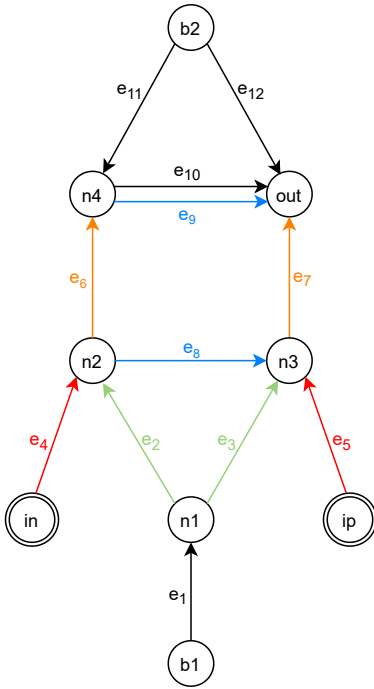 b2
e₁₁
e₁₂
e₁₀
n4
out
e₉
e₆
e₇
e₈
n2
n3
e₄
e₂
e₃
e₅
in
n1
ip
e₁
b1